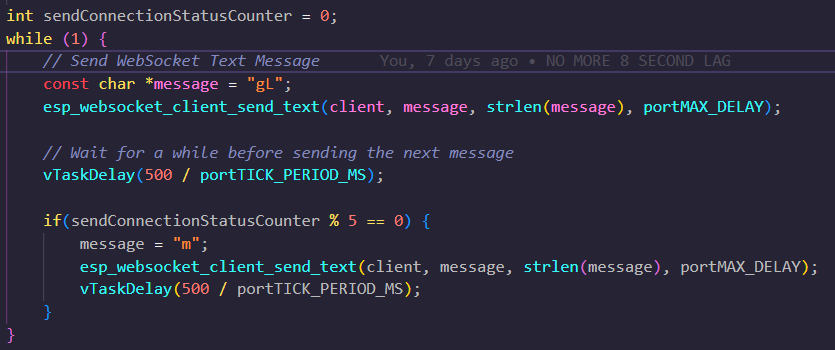 int sendConnectionStatusCounter = 0;
while (1) {
    // Send WebSocket Text Message     You, 7 days ago • NO MORE 8 SECOND LAG
    const char *message = "gL";
    esp_websocket_client_send_text(client, message, strlen(message), portMAX_DELAY);

    // Wait for a while before sending the next message
    vTaskDelay(500 / portTICK_PERIOD_MS);

    if(sendConnectionStatusCounter % 5 == 0) {
        message = "m";
        esp_websocket_client_send_text(client, message, strlen(message), portMAX_DELAY);
        vTaskDelay(500 / portTICK_PERIOD_MS);
    }
}